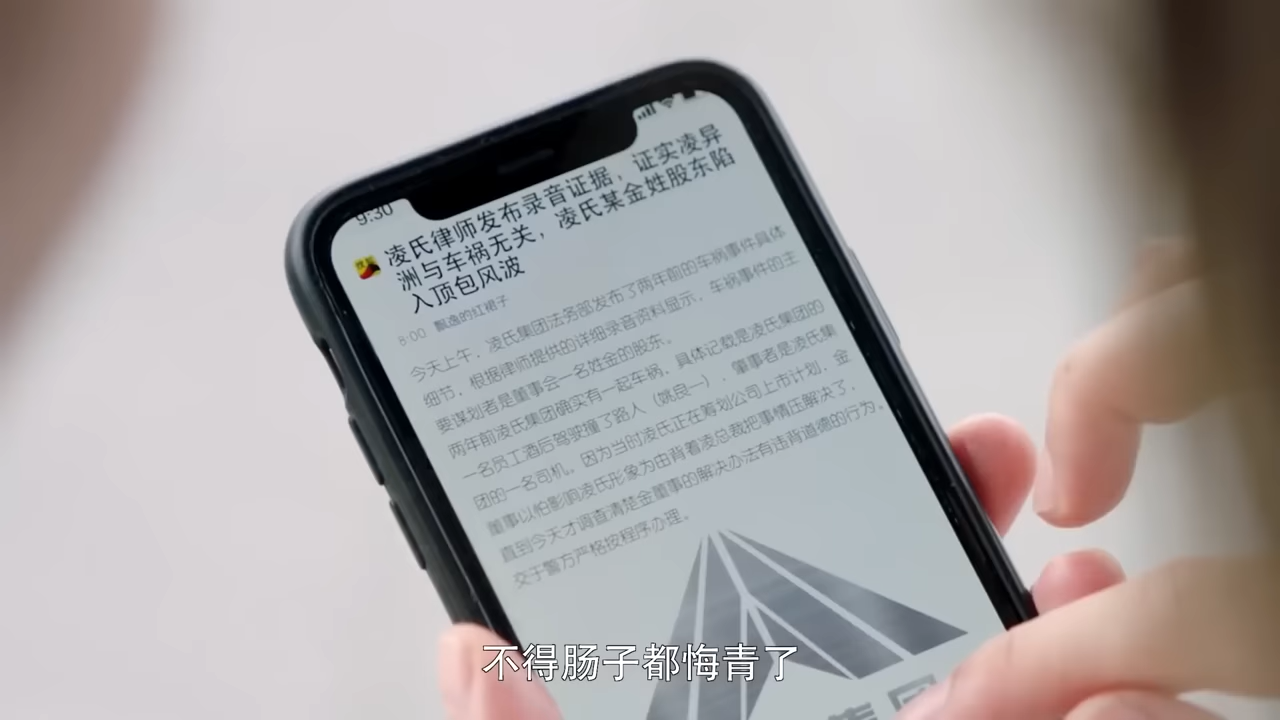 9:30
凌氏律师发布录音证据，证实凌异
洲与车祸无关，凌氏某金姓股东陷
入顶包风波
8:00 飘逸的红裙子
今天上午，凌氏集团法务部发布了两年前的车祸事件具体
细节，根据律师提供的详细录音资料显示，车祸事件的主
要谋划者是董事会一名姓金的股东。
两年前凌氏集团确实有一起车祸，具体记载是凌氏集团的
一名员工酒后驾驶撞了路人（姚良一），肇事者是凌氏集
团的一名司机。因为当时凌氏正在筹划公司上市计划，金
董事以怕影响凌氏形象为由背着凌总裁把事情压解决了，
直到今天才调查清楚金董事的解决办法有违背道德的行为。
交于警方严格按程序办理。
集团
不得肠子都悔青了